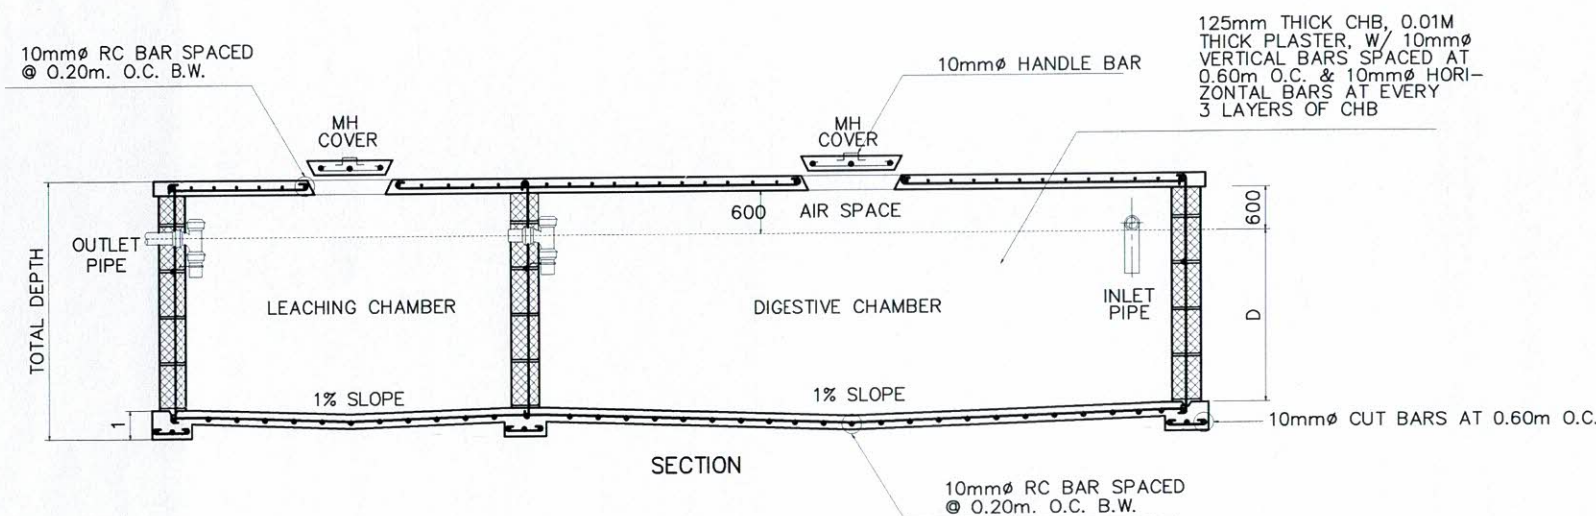 10mmø RC BAR SPACED
@ 0.20m. O.C. B.W.
MH
COVER
10mmø HANDLE BAR
MH
COVER
125mm THICK CHB, 0.01M
THICK PLASTER, W/ 10mmø
VERTICAL BARS SPACED AT
0.60m O.C. & 10mmø HORI-
ZONTAL BARS AT EVERY
3 LAYERS OF CHB
600
AIR SPACE
600
OUTLET
PIPE
TOTAL DEPTH
LEACHING CHAMBER
DIGESTIVE CHAMBER
INLET
PIPE
D
1% SLOPE
1% SLOPE
1
10mmø CUT BARS AT 0.60m O.C.
SECTION
10mmø RC BAR SPACED
@ 0.20m. O.C. B.W.